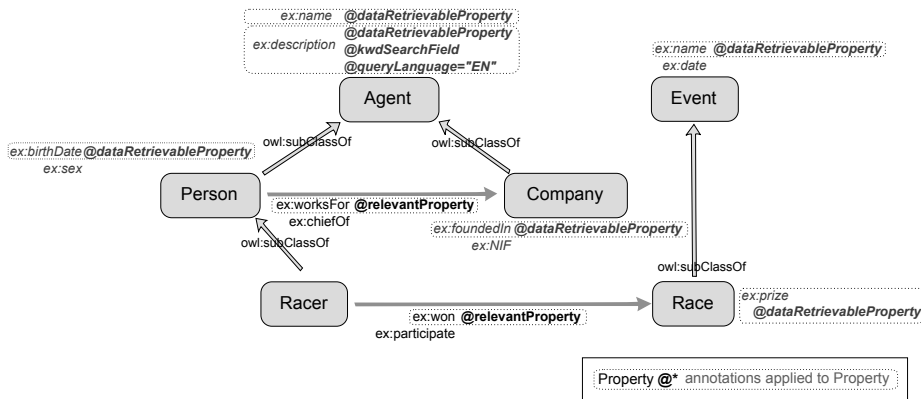 ex:name @dataRetrievableProperty
@dataRetrievableProperty
ex:description @kwdSearchField
@queryLanguage="EN"
ex:name @dataRetrievableProperty
ex:date
Agent
Event
owl:subClassOf
owl:subClassOf
ex:birthDate @dataRetrievableProperty
ex:sex
Person
Company
ex:worksFor @relevantProperty
ex:chiefOf
ex:foundedIn @dataRetrievableProperty
ex:NIF
owl:subClassOf
owl:subClassOf
Racer
Race
ex:prize
@dataRetrieveableProperty
ex:won @relevantProperty
ex:participate
Property @* annotations applied to Property